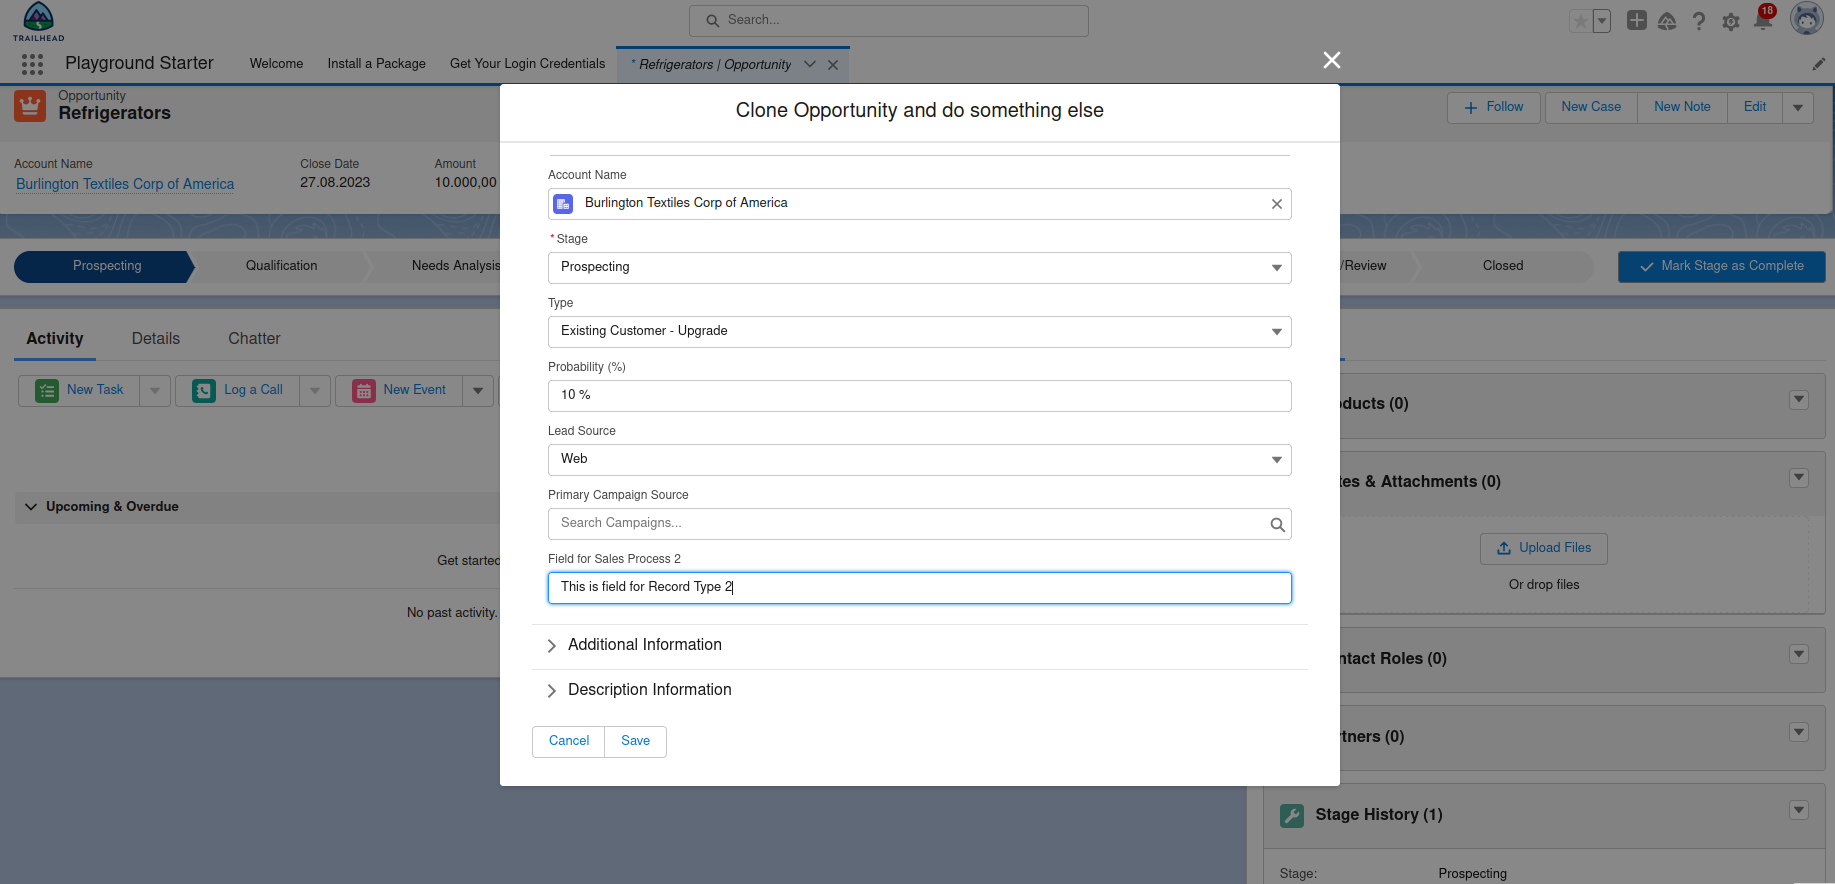 TRAILHEAD
Search...
18
Playground Starter
Welcome
Install a Package
Get Your Login Credentials
* Refrigerators | Opportunity
Opportunity
Refrigerators
Follow
New Case
New Note
Edit
Account Name
Burlington Textiles Corp of America
Close Date
27.08.2023
Amount
10.000,00
Prospecting
Qualification
Needs Analysis
/Review
Closed
Mark Stage as Complete
Activity
Details
Chatter
New Task
Log a Call
New Event
Upcoming & Overdue
Get started
No past activity.
Clone Opportunity and do something else
Account Name
Burlington Textiles Corp of America
* Stage
Prospecting
Type
Existing Customer - Upgrade
Probability (%)
10 %
Lead Source
Web
Primary Campaign Source
Search Campaigns...
Field for Sales Process 2
This is field for Record Type 2
Additional Information
Description Information
Cancel
Save
ducts (0)
tes & Attachments (0)
Upload Files
Or drop files
ntact Roles (0)
tners (0)
Stage History (1)
Stage:
Prospecting